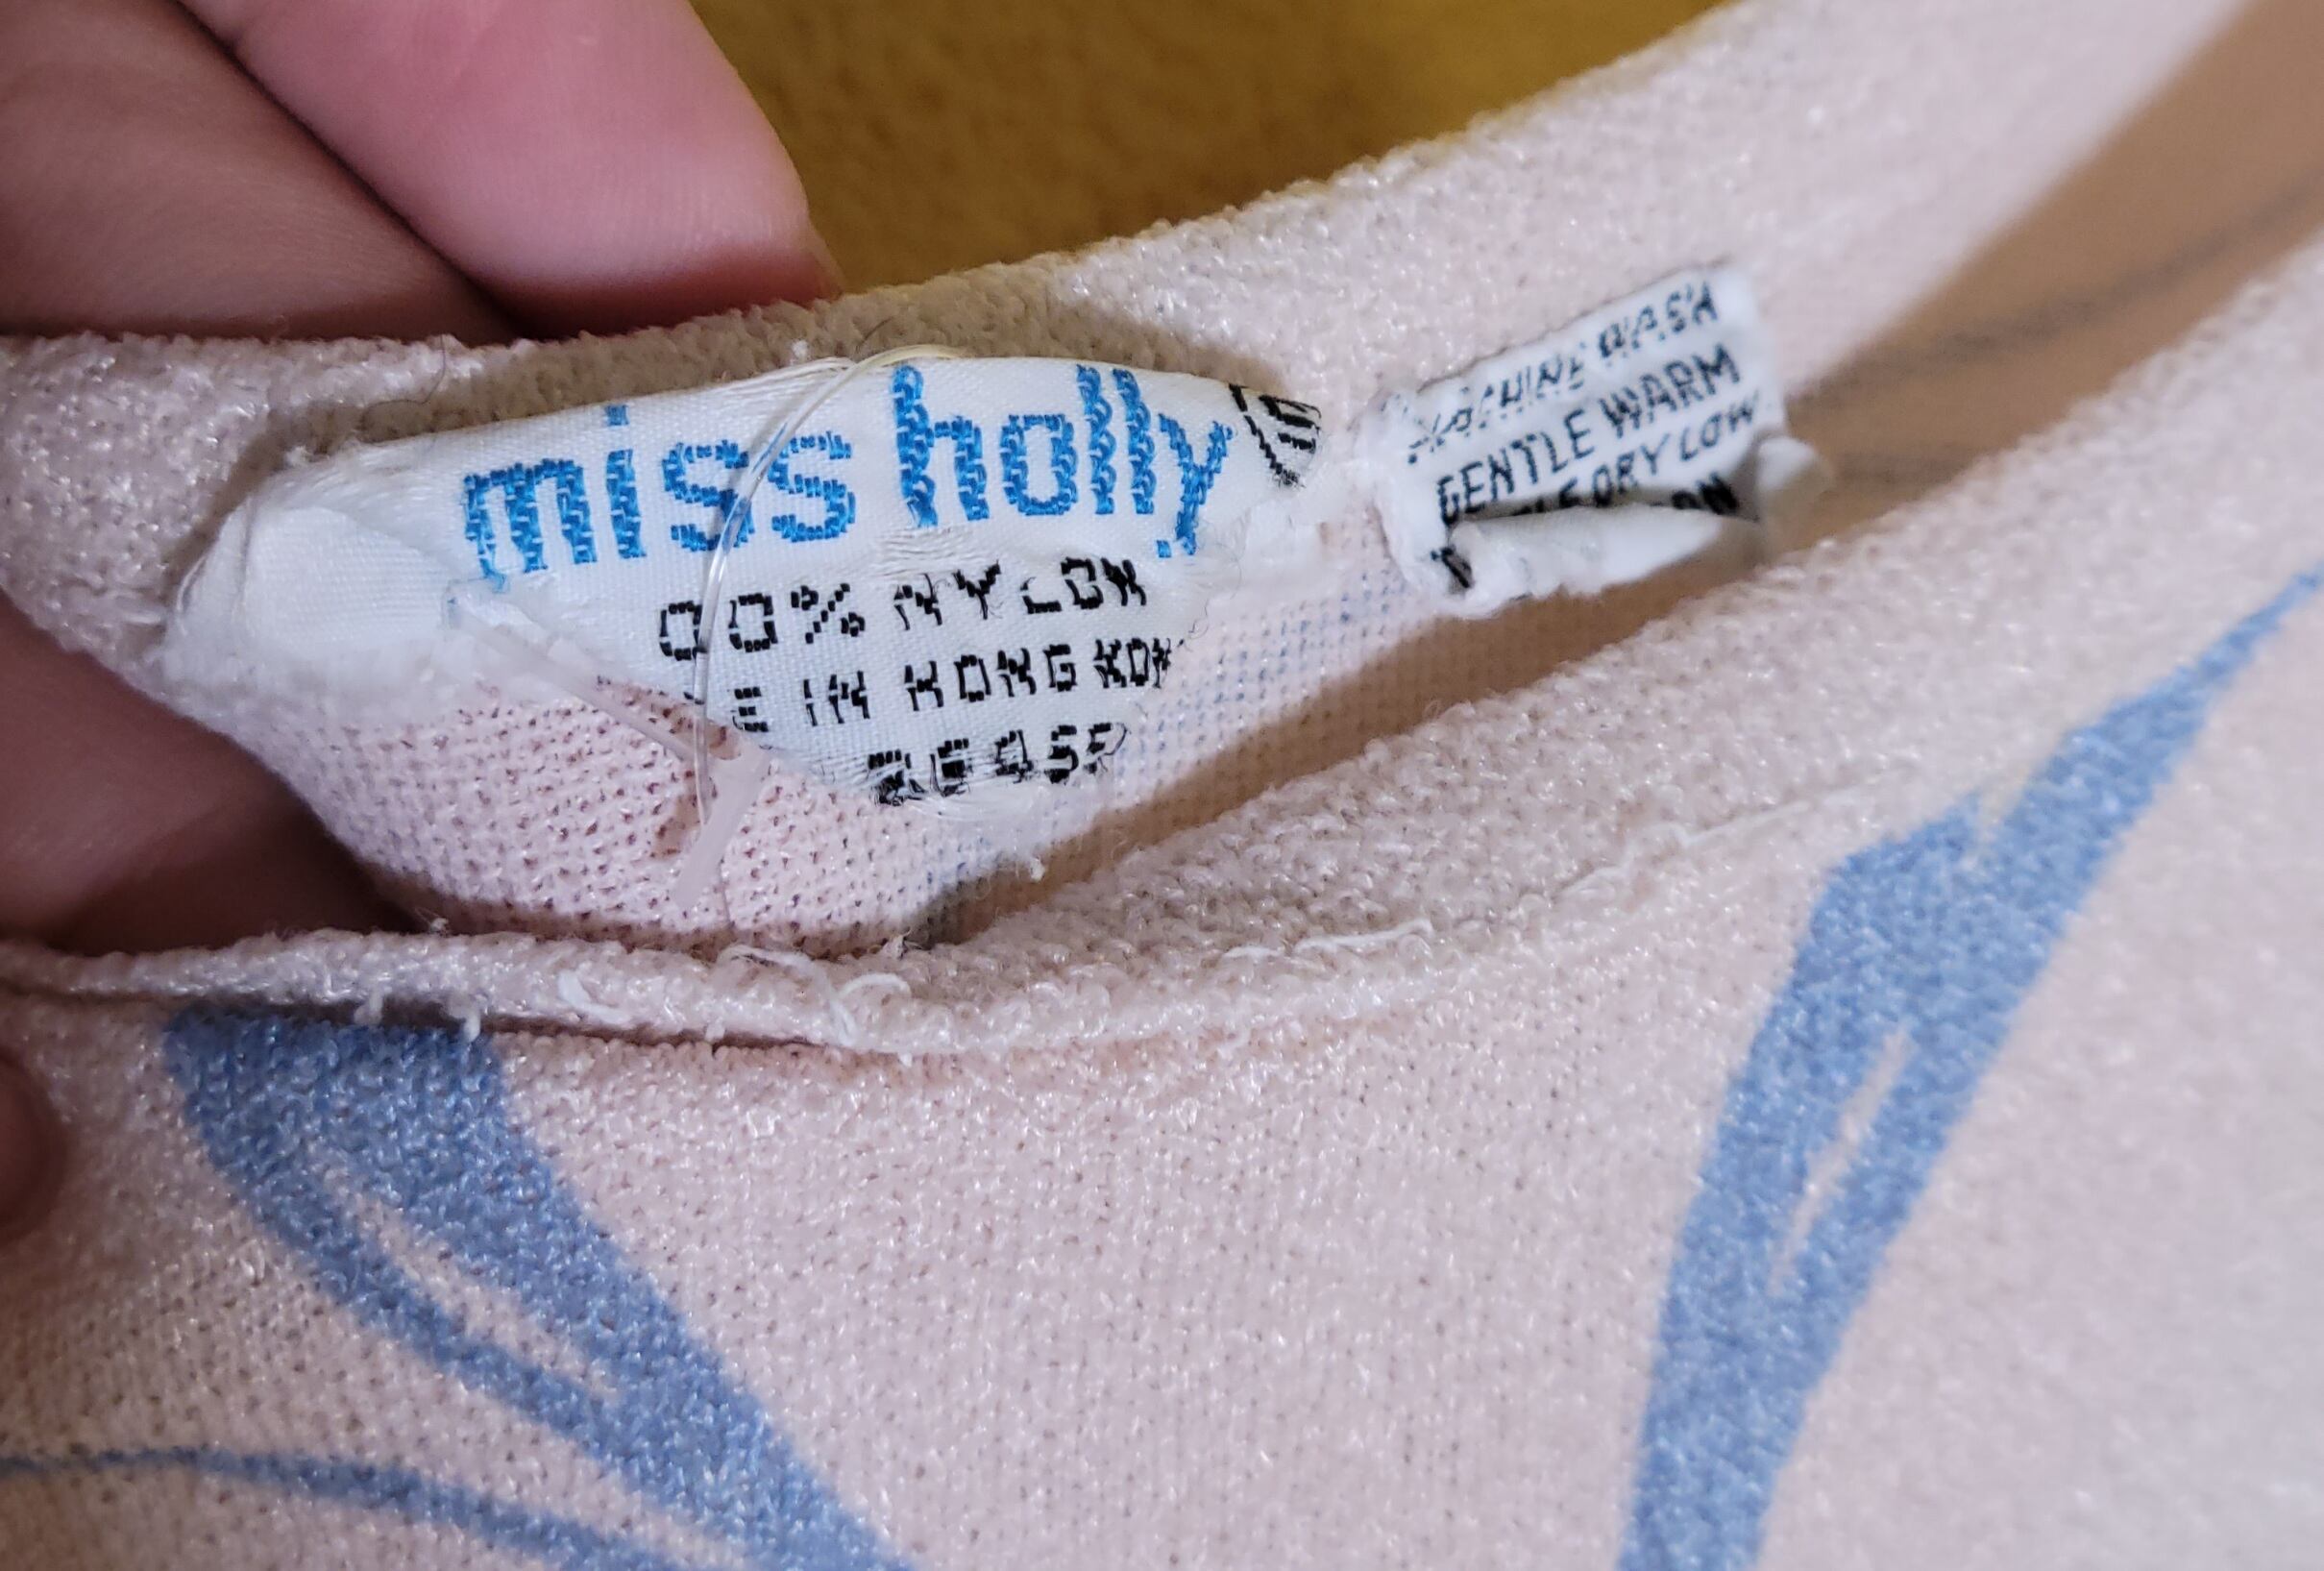 miss holly
00% NYLON
E IN HONG KON
MACHINE WASH
GENTLE WARM
DRY LOW